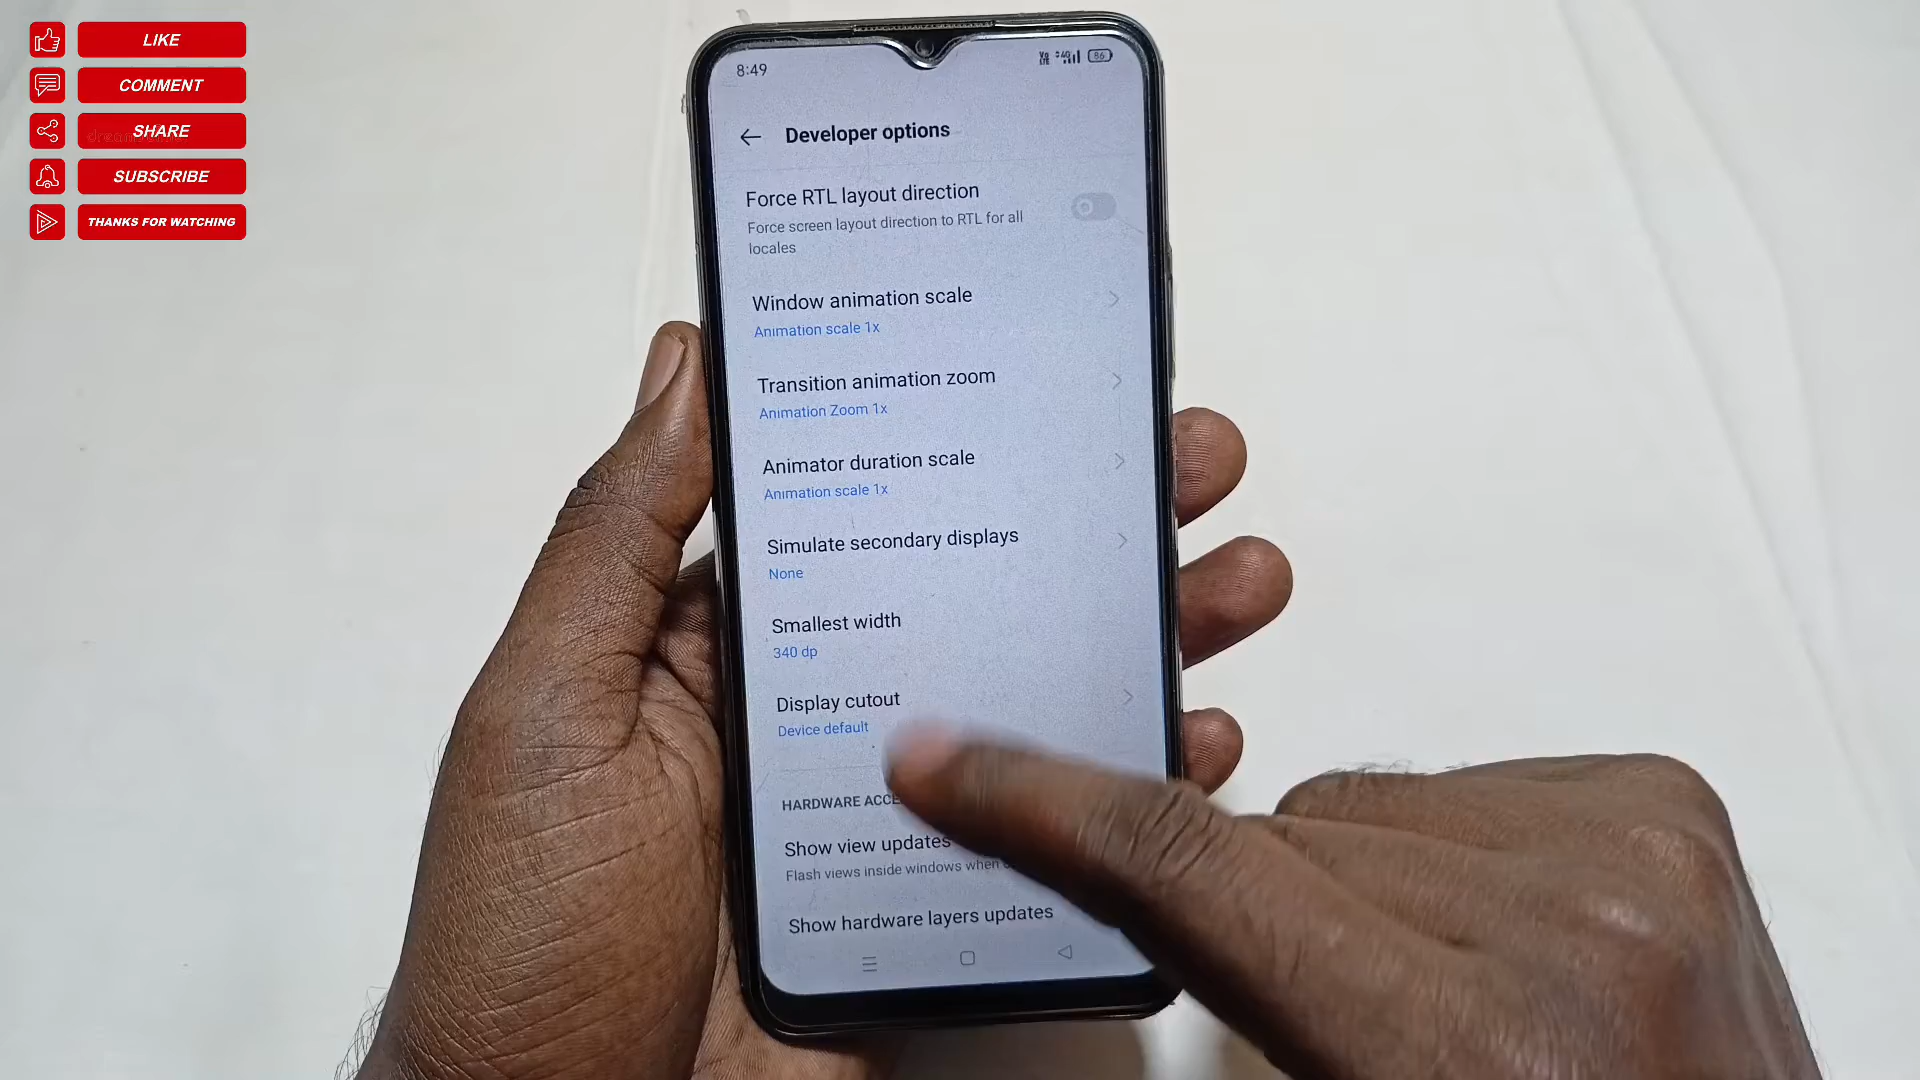 LIKE
COMMENT
SHARE
SUBSCRIBE
THANKS FOR WATCHING
8:49
86
Developer options
Force RTL layout direction
Force screen layout direction to RTL for all
locales
Window animation scale
Animation scale 1x
Transition animation zoom
Animation Zoom 1x
Animator duration scale
Animation scale 1x
Simulate secondary displays
None
Smallest width
340 dp
Display cutout
Device default
HARDWARE
Show view updates
Flash views inside windows when
Show hardware layers updates